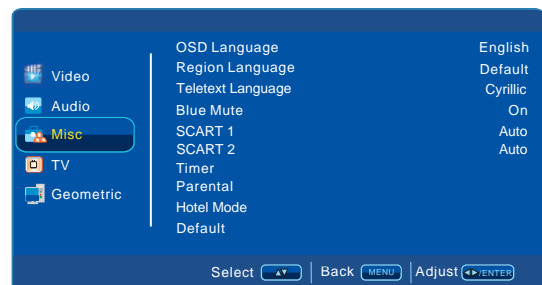 OSD Language English
Region Language Default
Teletext Language Cyrillic
Blue Mute On
SCART 1 Auto
SCART 2 Auto
Timer
Parental
Hotel Mode
Default
Video
Audio
Misc
TV
Geometric
Select ▲▼ Back MENU Adjust ◄►/ENTER